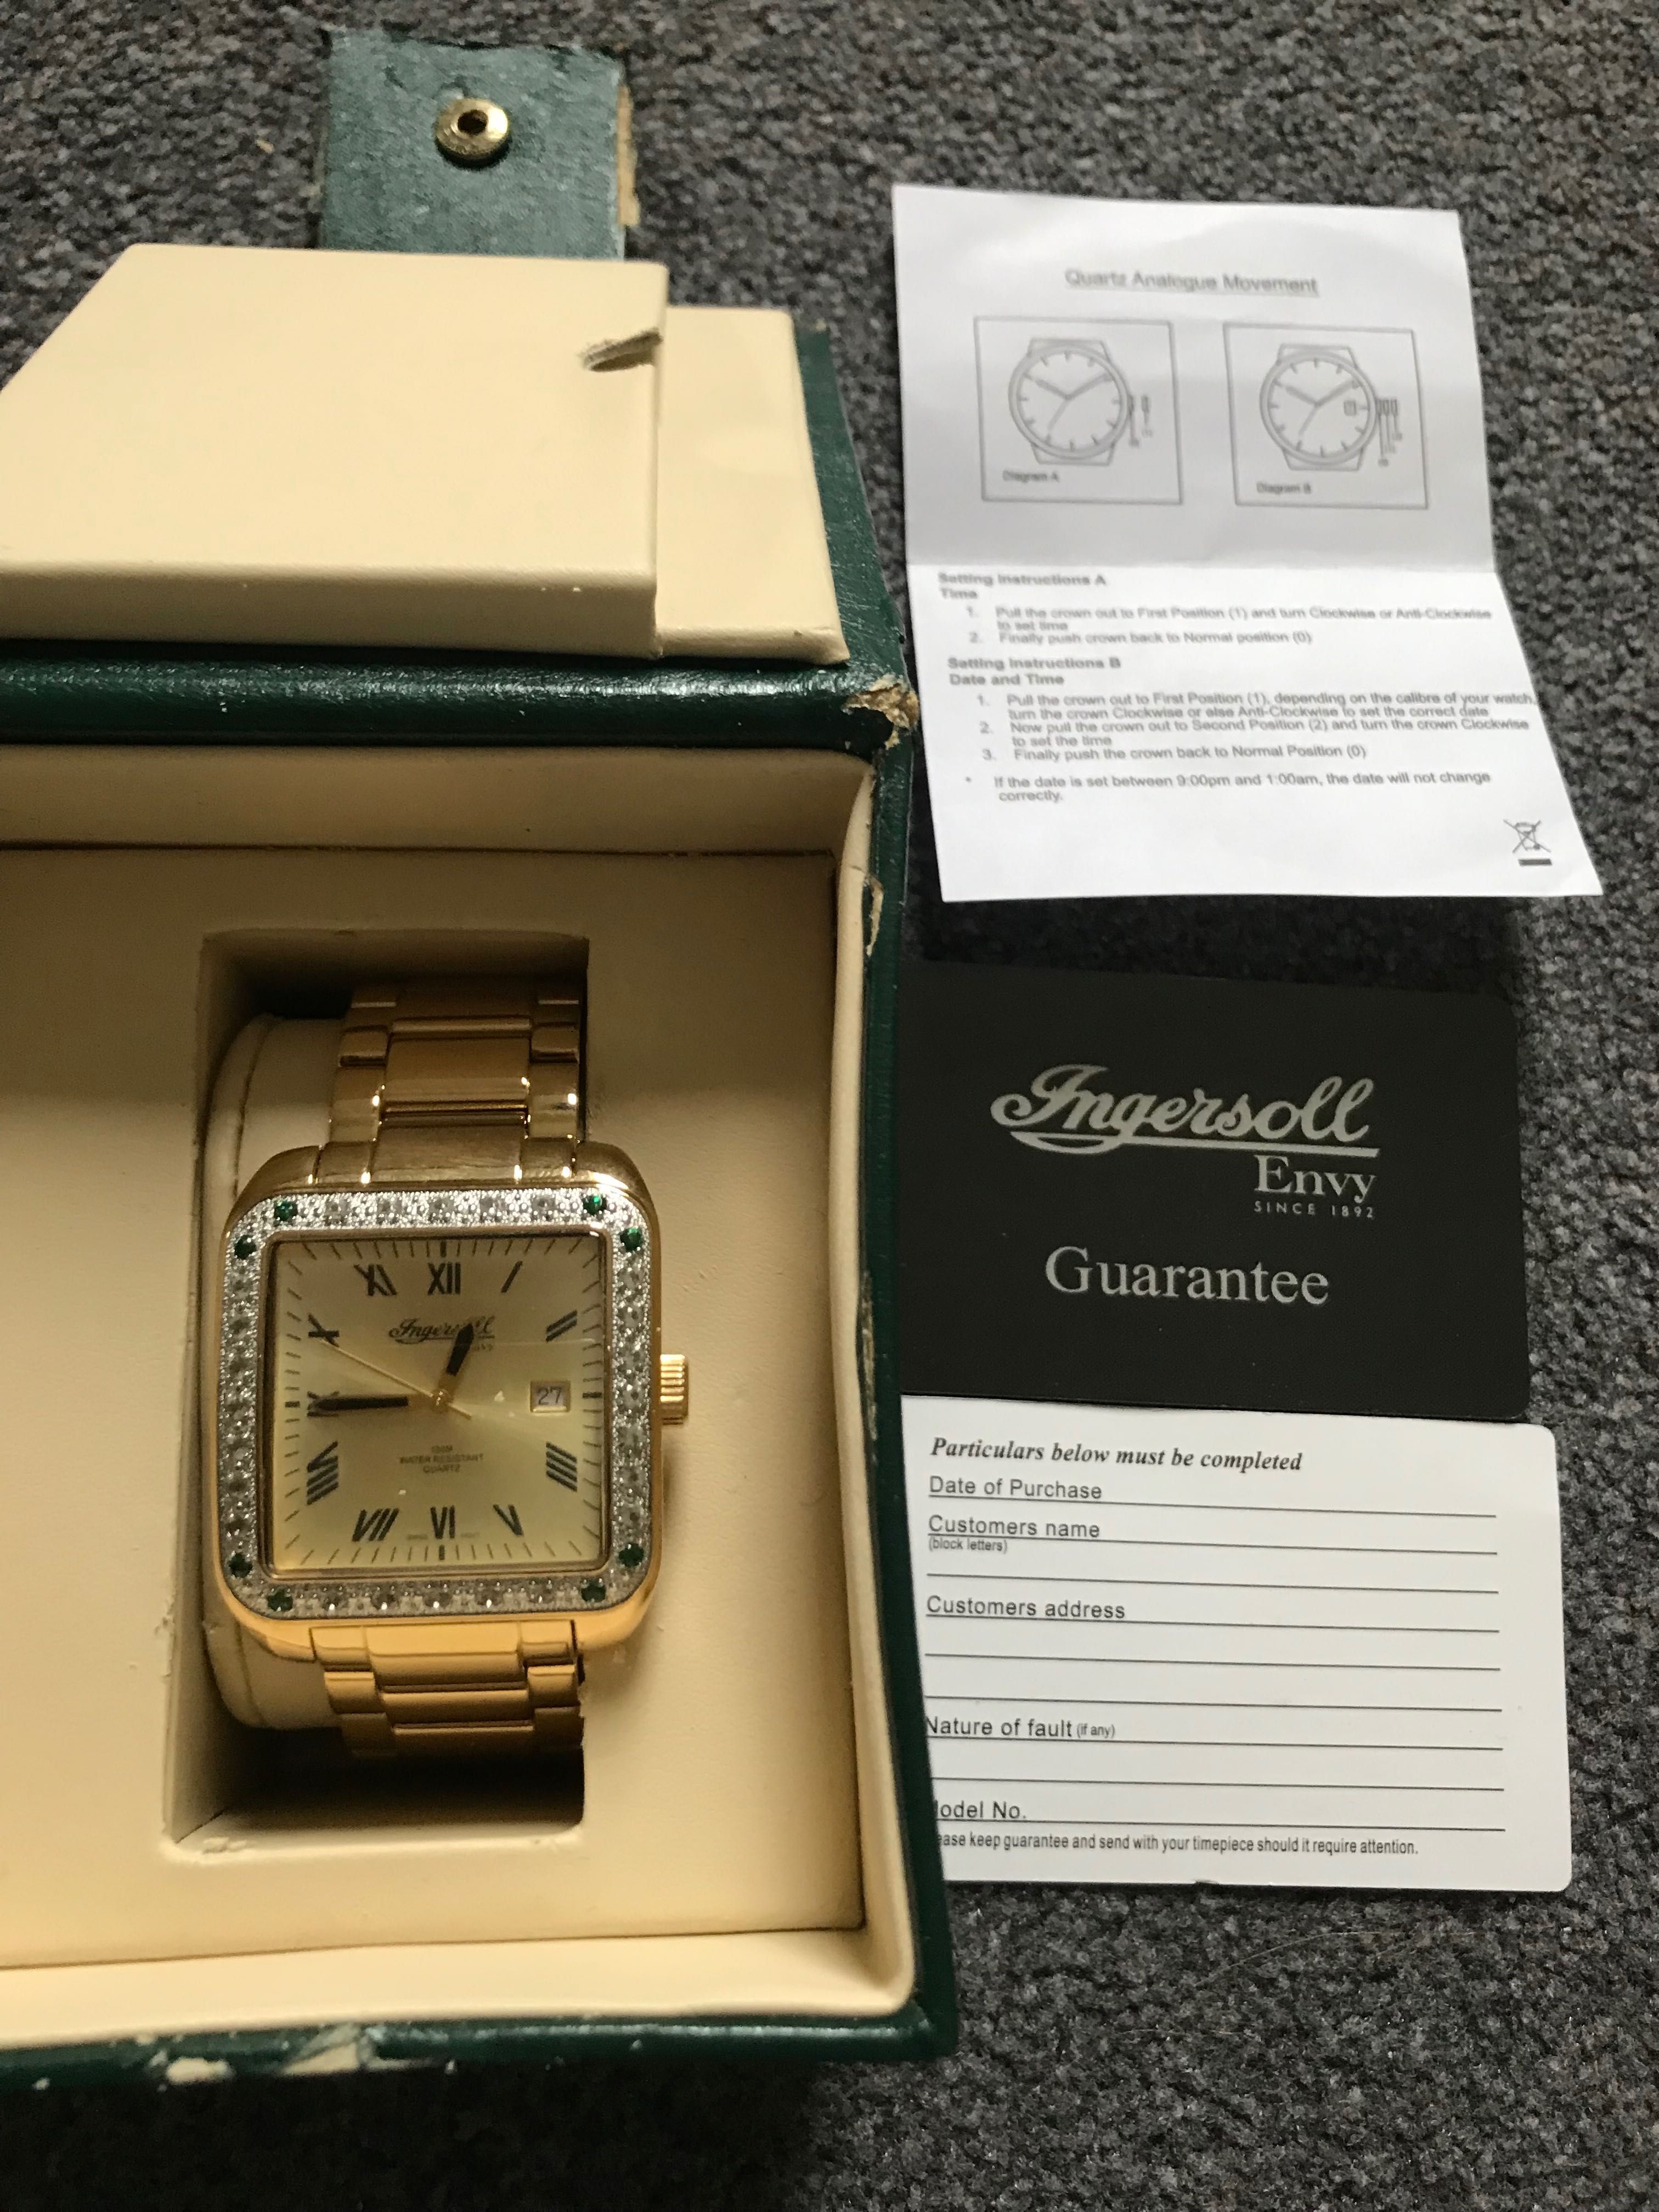 Quartz Analogue Movement
Diagram A
Diagram B
Setting Instructions A
Time
1. Pull the crown out to First Position (1) and turn Clockwise or Anti-Clockwise
to set time
2. Finally push crown back to Normal position (0)
Setting Instructions B
Date and Time
1. Pull the crown out to First Position (1), depending on the calibre of your watch,
turn the crown Clockwise or else Anti-Clockwise to set the correct date
2. Now pull the crown out to Second Position (2) and turn the crown Clockwise
to set the time
3. Finally push the crown back to Normal Position (0)
* If the date is set between 9:00pm and 1:00am, the date will not change
correctly.
Ingersoll
Envy
SINCE 1892
Guarantee
XI XII I
X II
Ingersoll
IX 27
VIII IIII
WATER RESISTANT
QUARTZ
VII VI V
Particulars below must be completed
Date of Purchase
Customers name
(block letters)
Customers address
Nature of fault (if any)
odel No.
ease keep guarantee and send with your timepiece should it require attention.